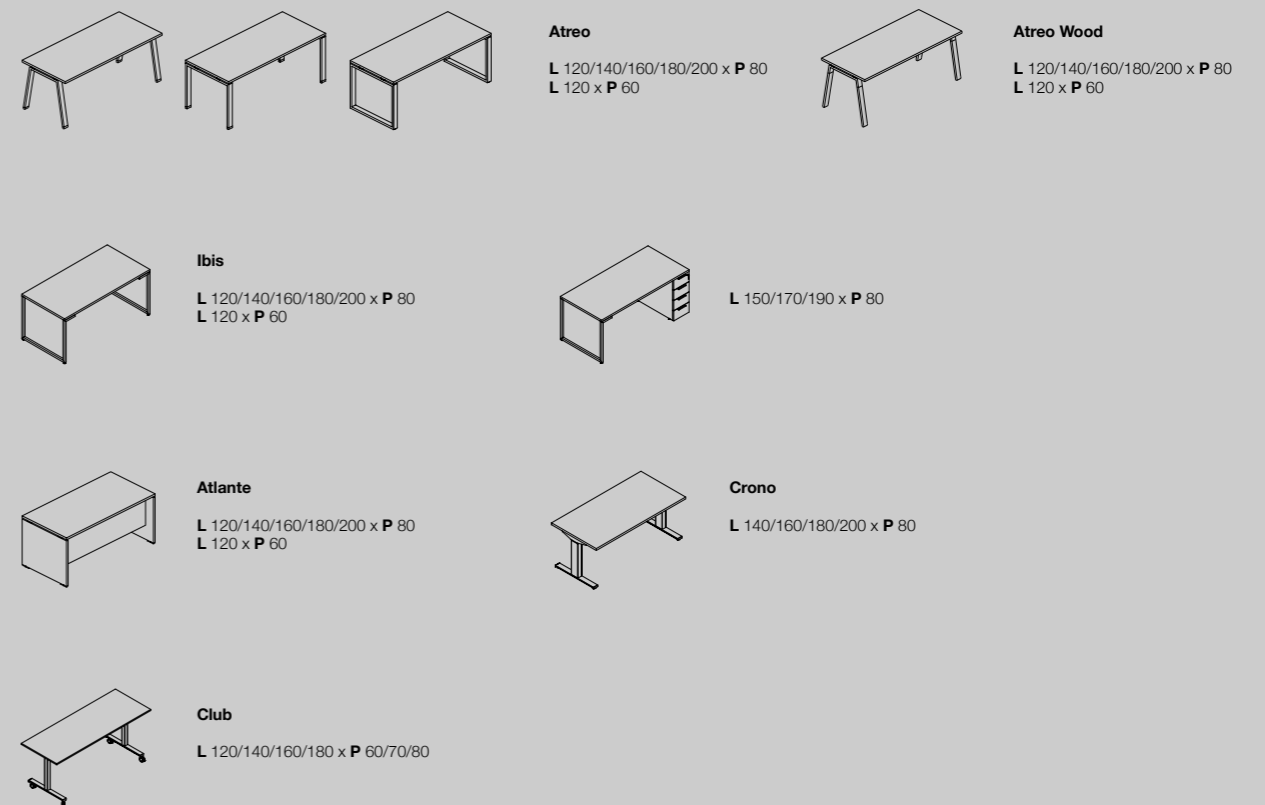 Atreo
L 120/140/160/180/200 x P 80
L 120 x P 60
Atreo Wood
L 120/140/160/180/200 x P 80
L 120 x P 60
Ibis
L 120/140/160/180/200 x P 80
L 120 x P 60
L 150/170/190 x P 80
Atlante
L 120/140/160/180/200 x P 80
L 120 x P 60
Crono
L 140/160/180/200 x P 80
Club
L 120/140/160/180 x P 60/70/80